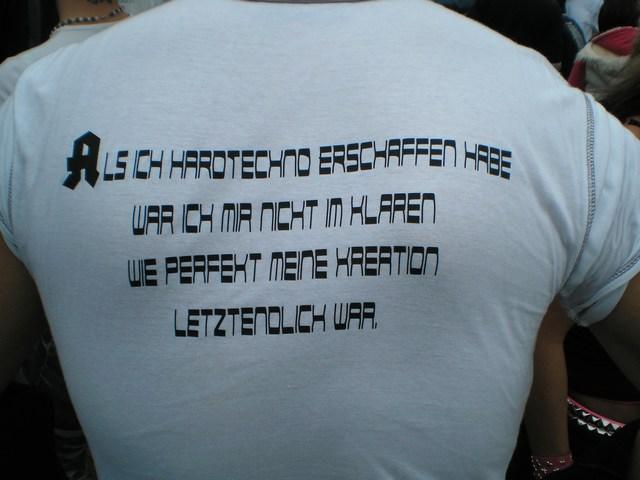 ALS ICH HARDTECHNO ERSCHAFFEN HABE
WAR ICH MIR NICHT IM KLAREN
WIE PERFEKT MEINE KREATION
LETZTENDLICH WAR.